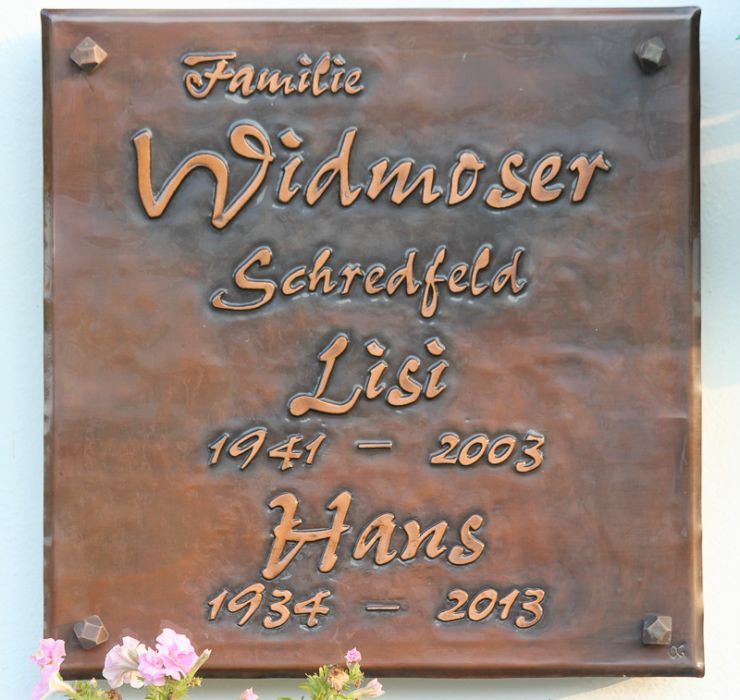 Familie
Widmoser
Schredfeld
Lisi
1941 – 2003
Hans
1934 – 2013